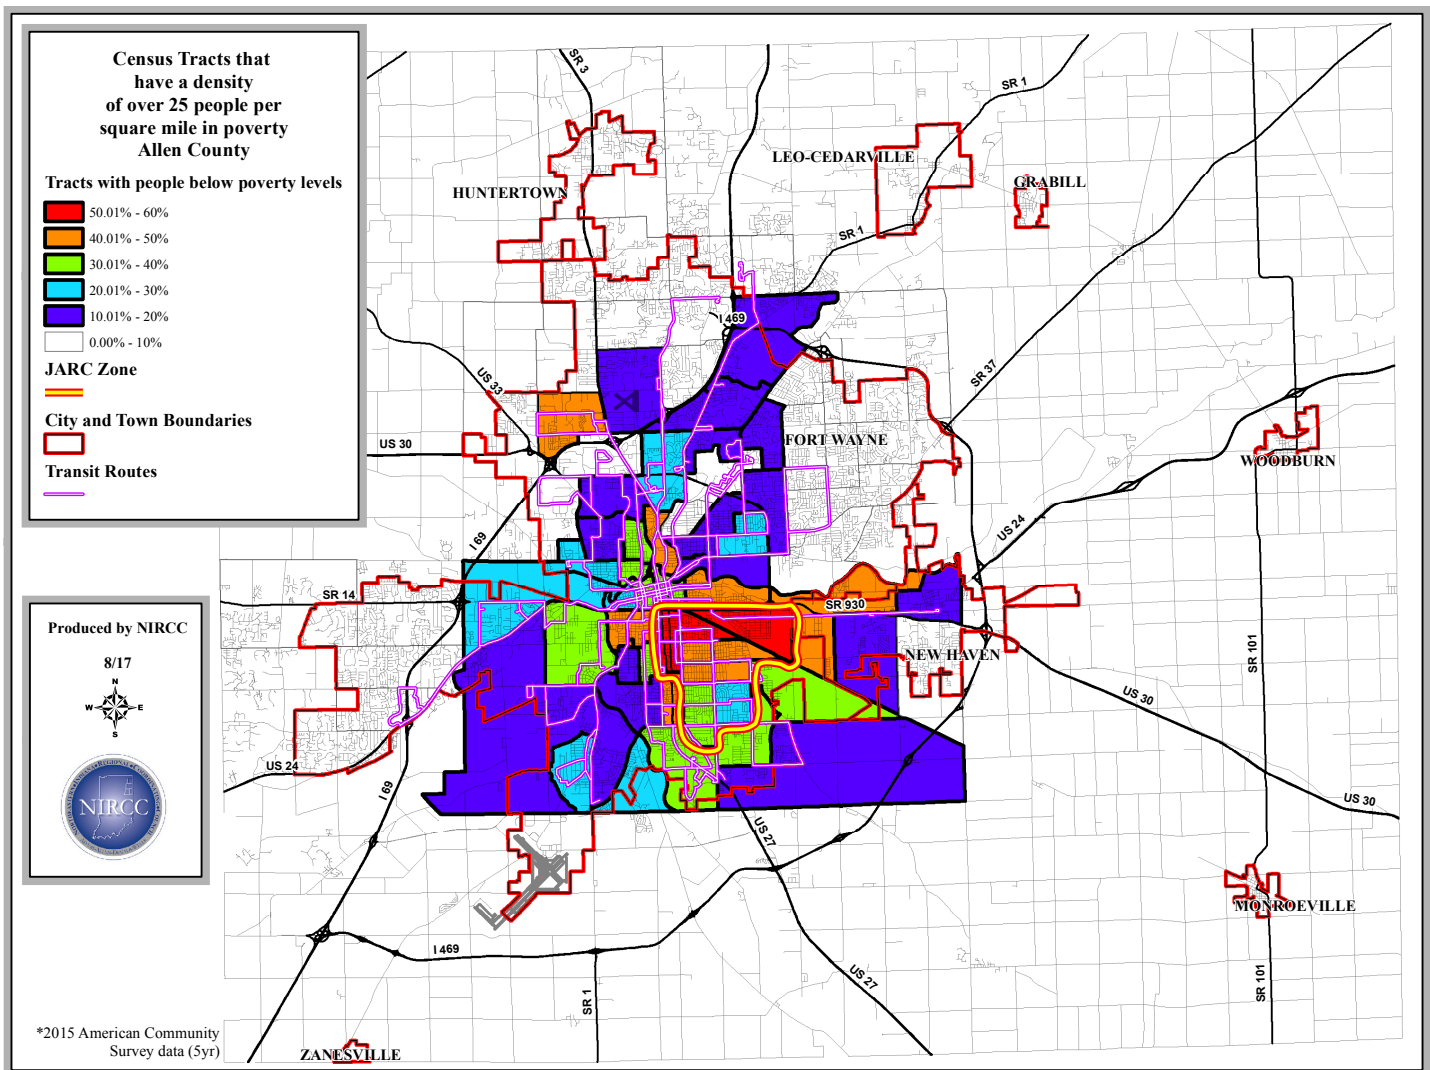 Census Tracts that
have a density
of over 25 people per
square mile in poverty
Allen County
Tracts with people below poverty levels
50.01% - 60%
40.01% - 50%
30.01% - 40%
20.01% - 30%
10.01% - 20%
0.00% - 10%
JARC Zone
City and Town Boundaries
Transit Routes
Produced by NIRCC
8/17
N
W
E
S
NIRCC
*2015 American Community
Survey data (5yr)
SR 3
SR 1
LEO-CEDARVILLE
GRABILL
HUNTERTOWN
SR 1
I 469
US 33
SR 37
US 30
FORT WAYNE
WOODBURN
US 24
I 69
SR 14
SR 930
NEW HAVEN
SR 101
US 30
US 24
I 69
US 30
US 27
MONROEVILLE
I 469
US 27
SR 1
SR 101
ZANESVILLE